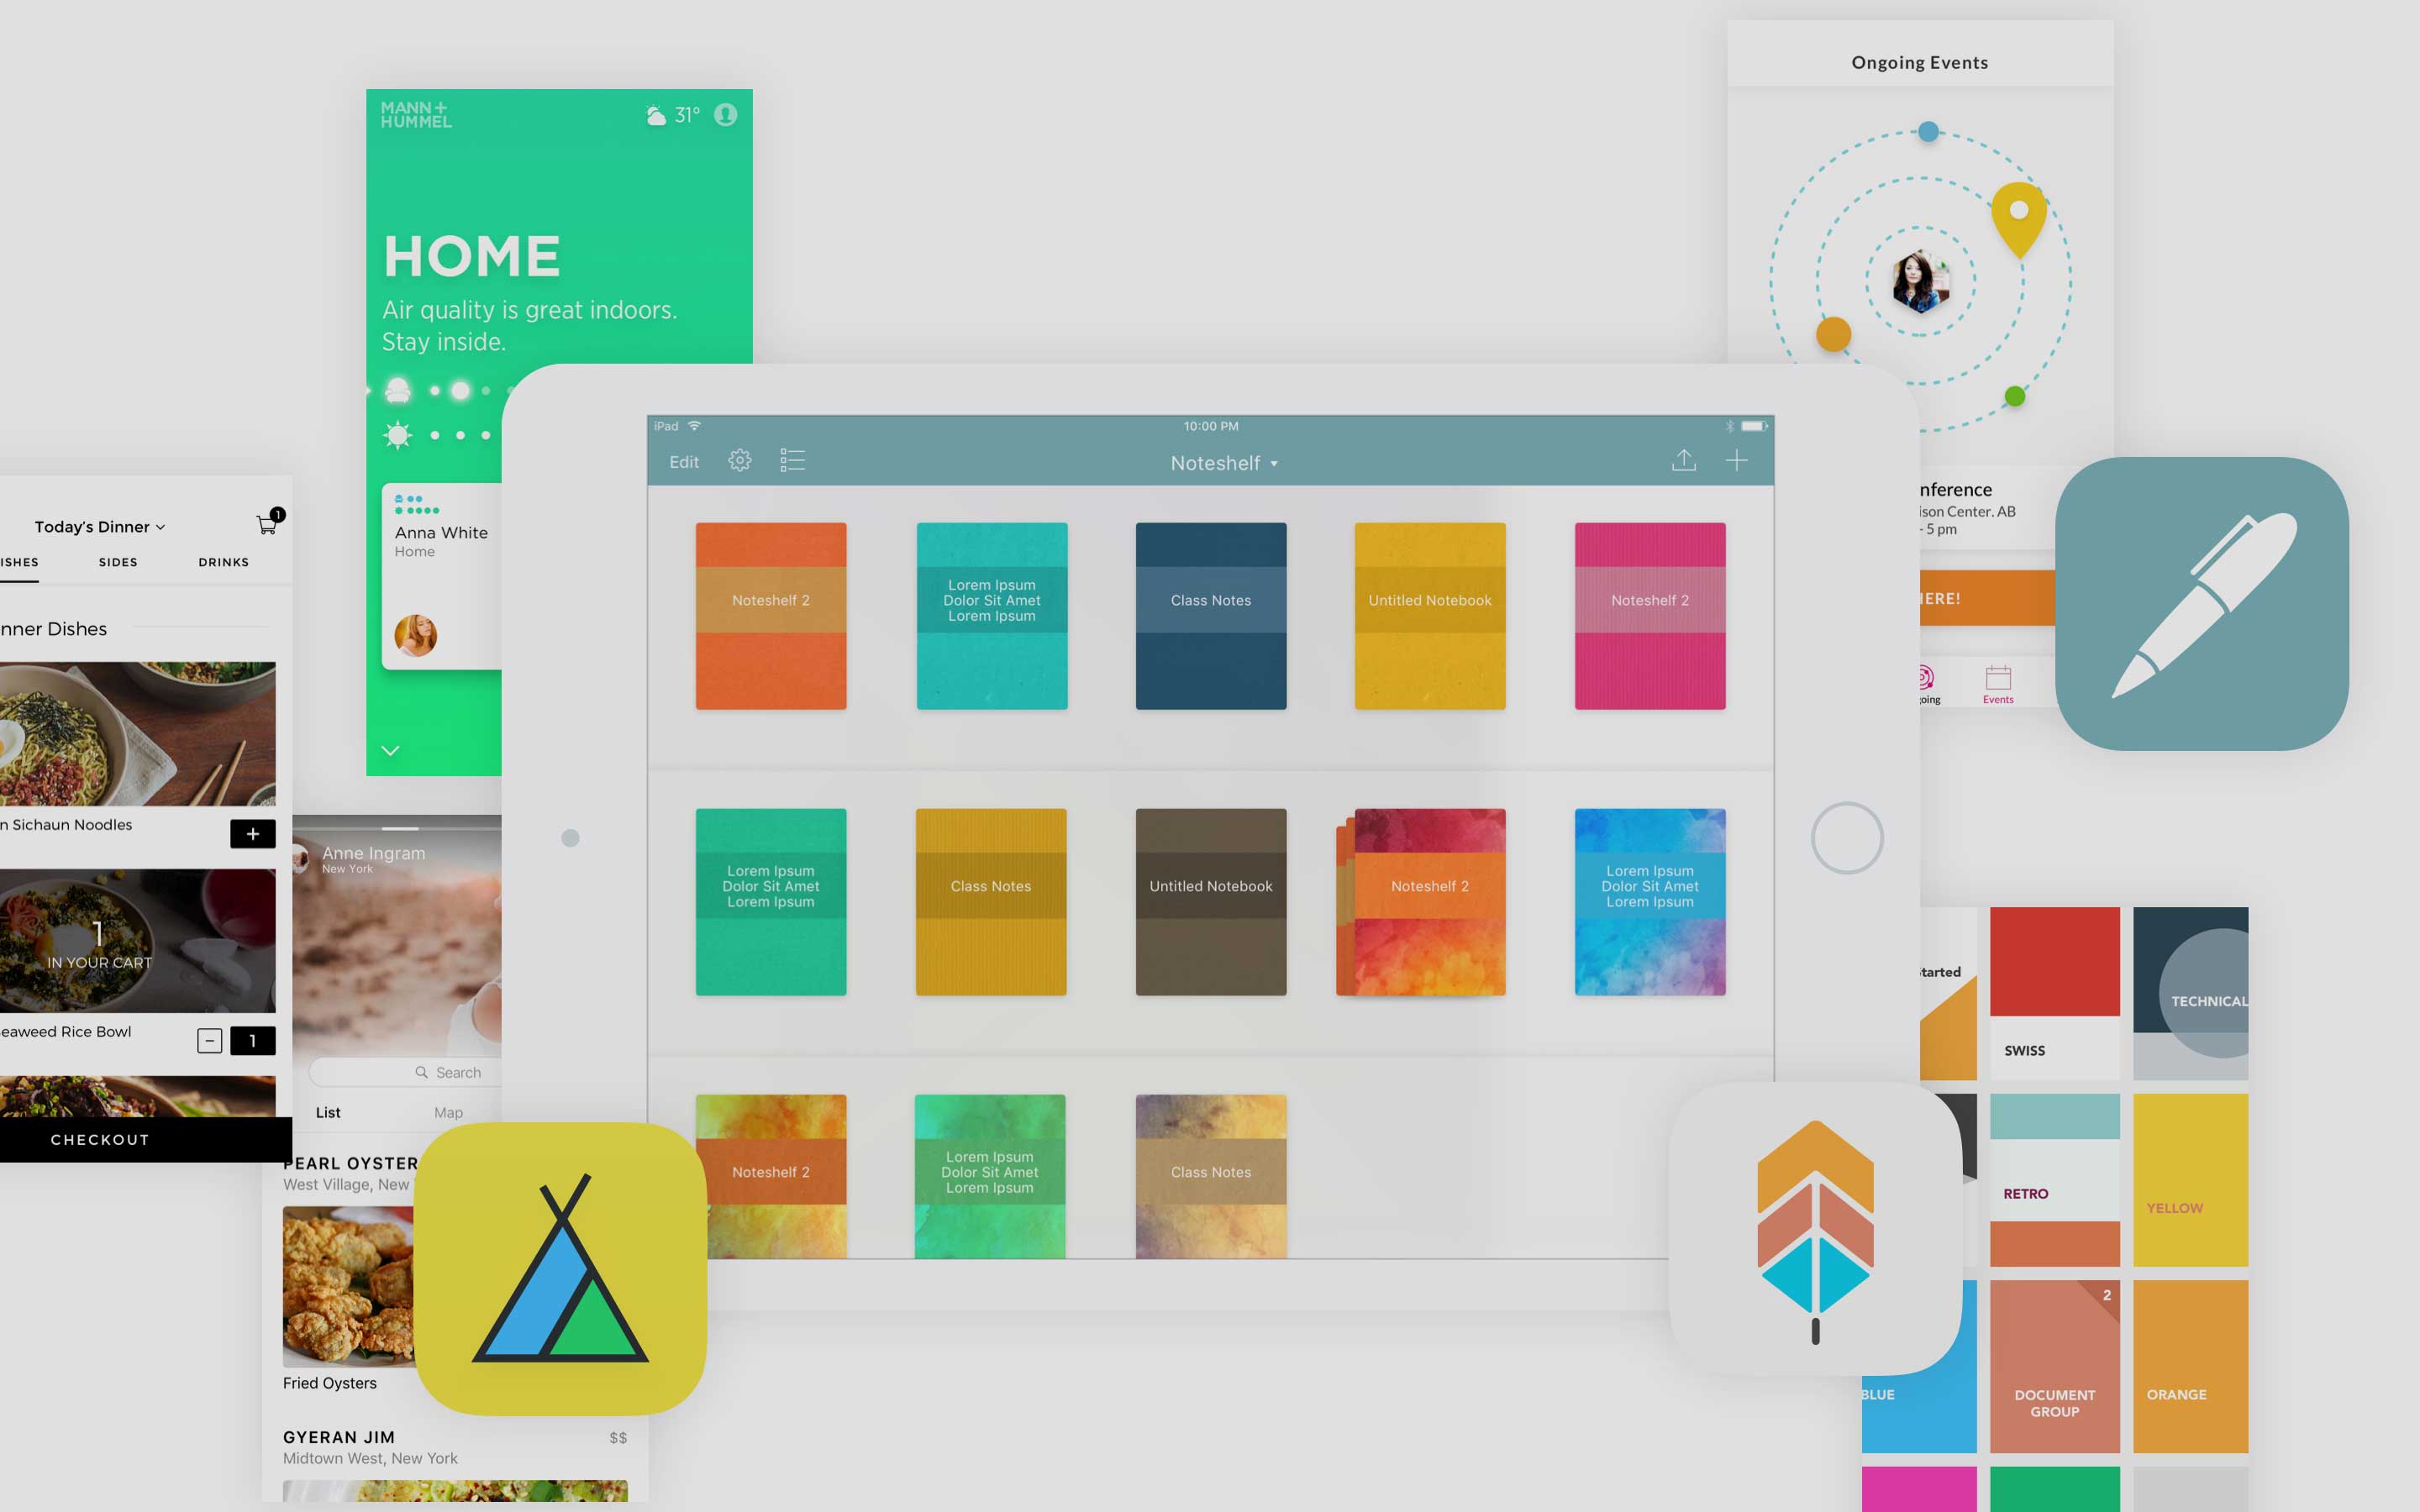 Ongoing Events
MANN+
HUMMEL
31°
HOME
Air quality is great indoors.
Stay inside.
Anna White
Home
iPad
10:00 PM
Edit
Noteshelf
Noteshelf 2
Lorem Ipsum
Dolor Sit Amet
Lorem Ipsum
Class Notes
Untitled Notebook
Noteshelf 2
Lorem Ipsum
Dolor Sit Amet
Lorem Ipsum
Class Notes
Untitled Notebook
Noteshelf 2
Lorem Ipsum
Dolor Sit Amet
Lorem Ipsum
Noteshelf 2
Lorem Ipsum
Dolor Sit Amet
Lorem Ipsum
Class Notes
nference
ison Center. AB
- 5 pm
ERE!
going
Events
Today's Dinner
1
ISHES
SIDES
DRINKS
nner Dishes
n Sichaun Noodles
+
1
IN YOUR CART
eaweed Rice Bowl
− 1
CHECKOUT
Anne Ingram
New York
Search
List
Map
PEARL OYSTER
West Village, New
Fried Oysters
GYERAN JIM
$$
Midtown West, New York
tarted
SWISS
TECHNICAL
RETRO
YELLOW
BLUE
2
DOCUMENT
GROUP
ORANGE